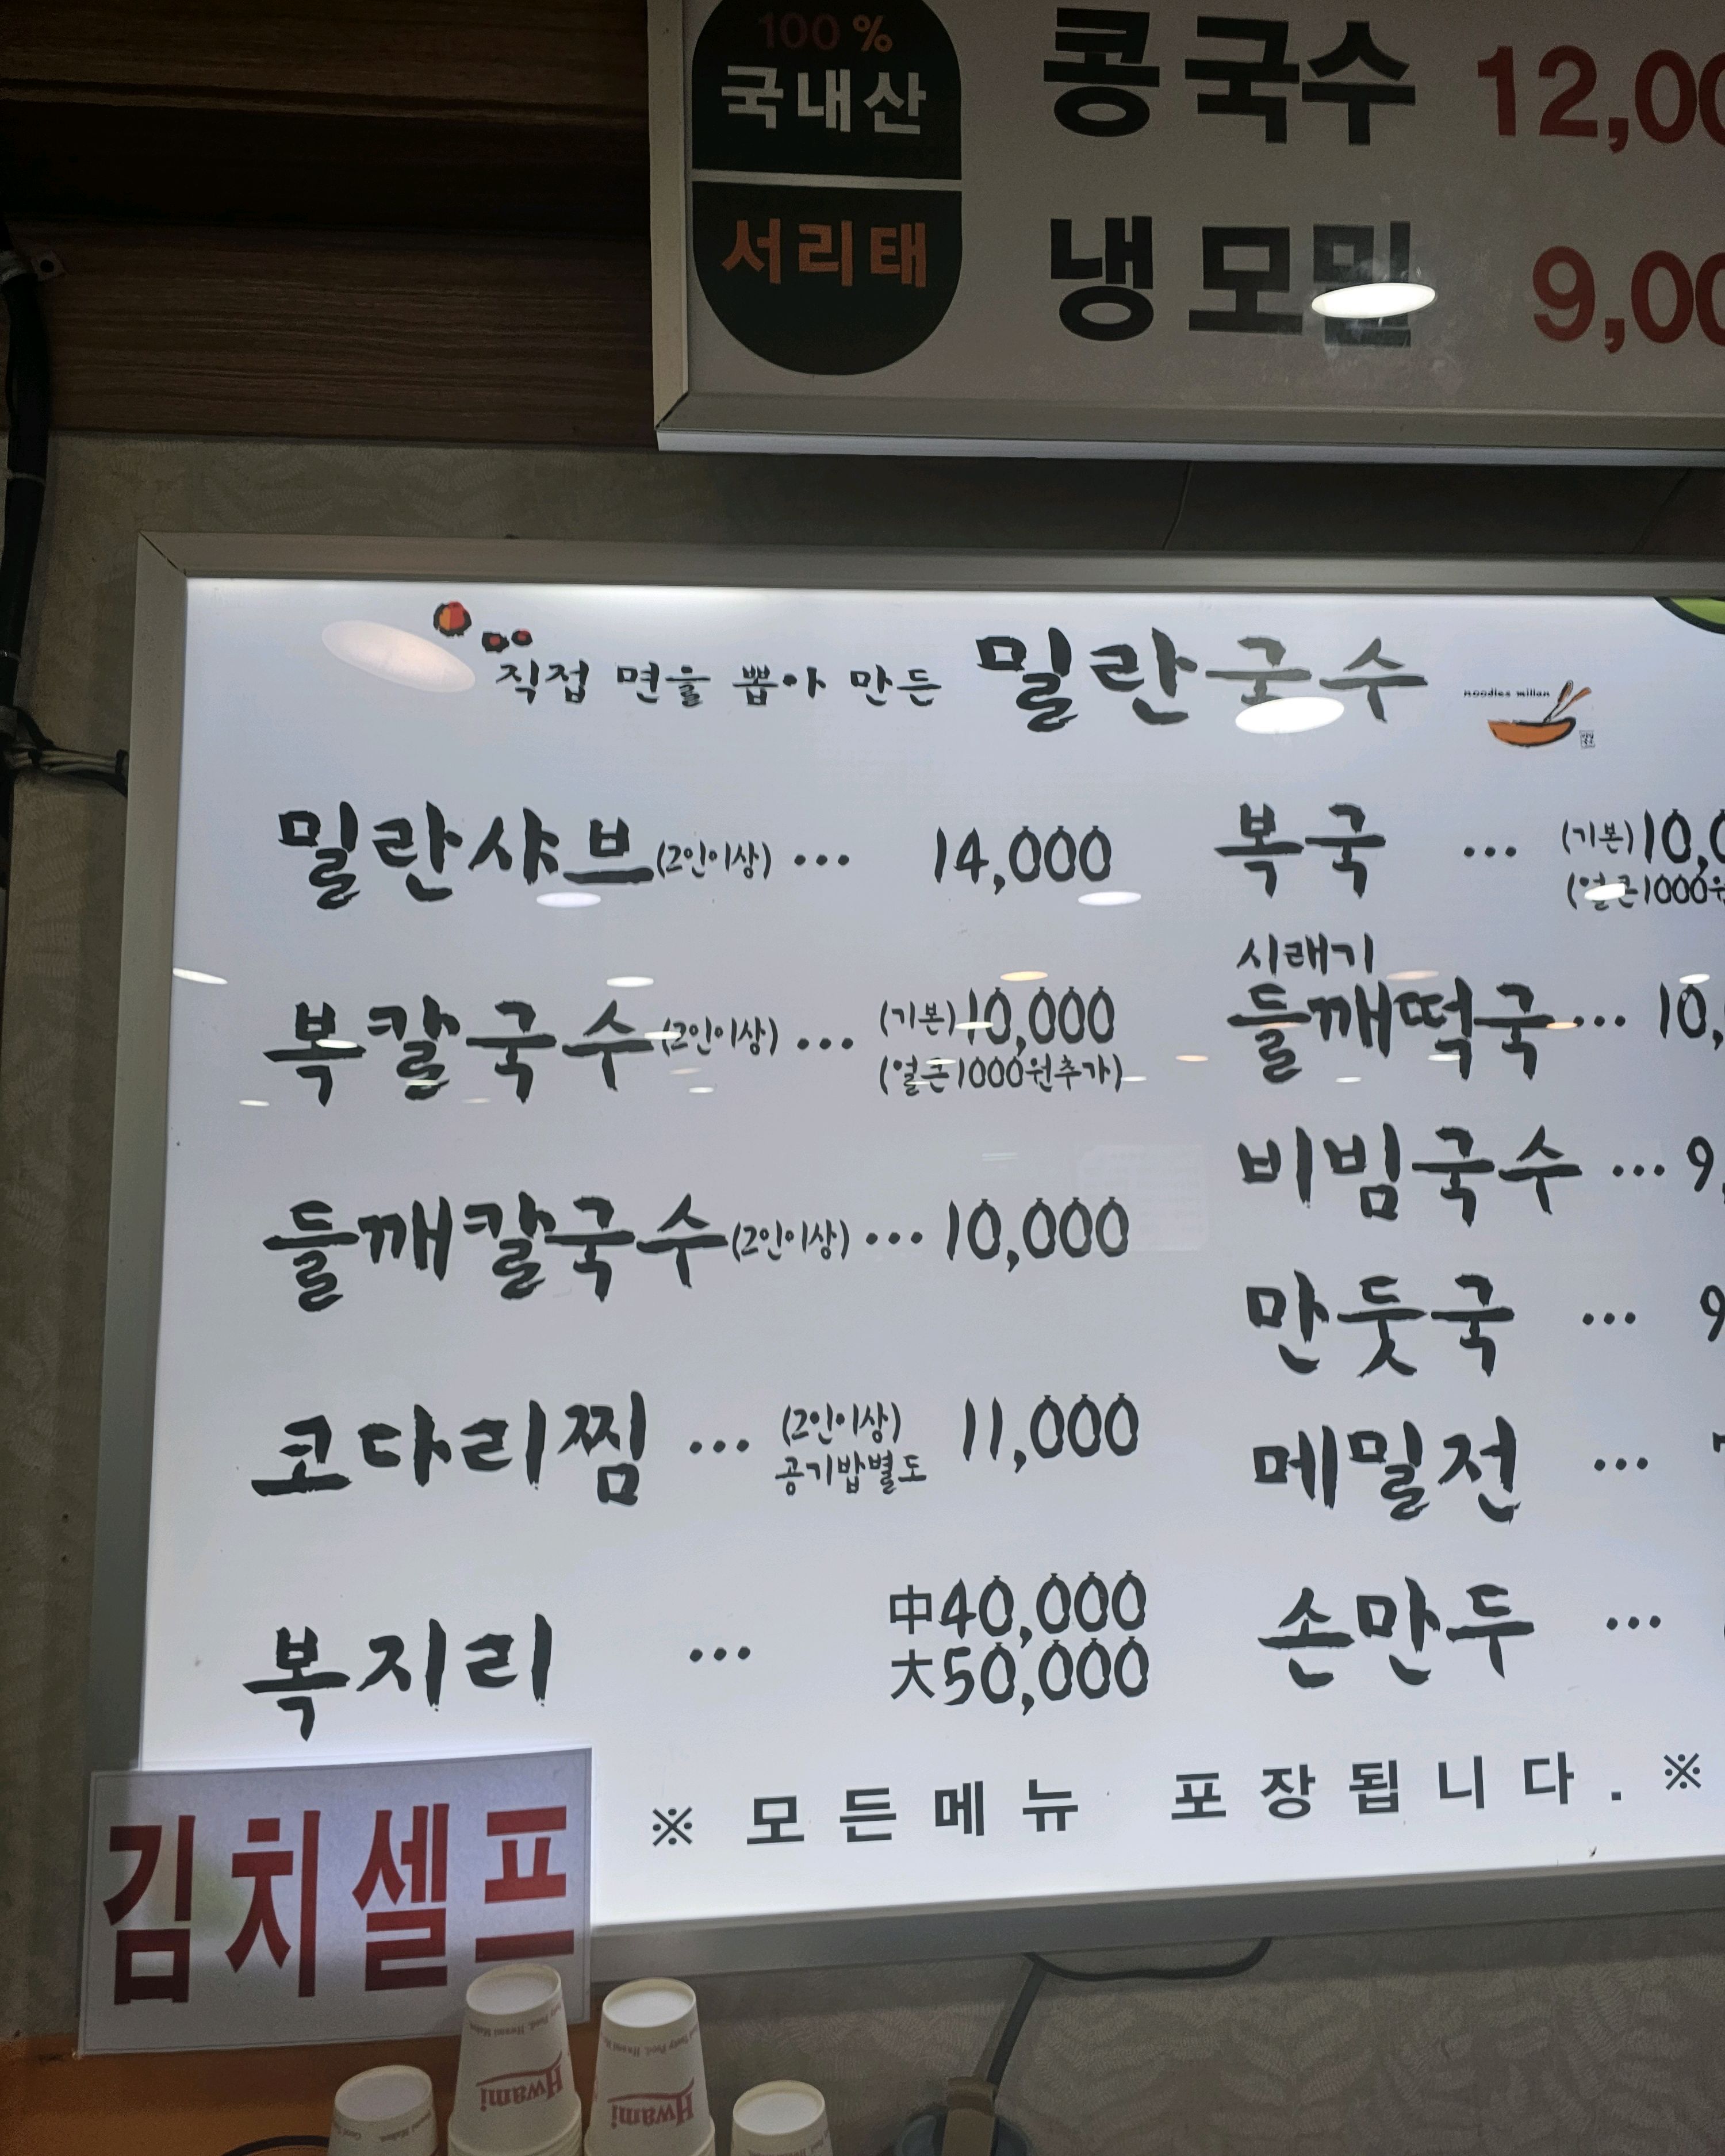 100%
국내산
서리태
콩국수 12,00
냉모밀 9,00
직접 면을 뽑아 만든 밀란국수
noodles millan
밀란샤브(2인이상) ... 14,000
복칼국수(2인이상) ... (기본)10,000
(얼큰1000원추가)
들깨칼국수(2인이상) ... 10,000
코다리찜 ... (2인이상) 11,000
공기밥별도
복지리 ... 中40,000
大50,000
복국 ... (기본)10,0
(얼큰1000원
시래기
들깨떡국... 10,
비빔국수 ... 9,
만둣국 ... 9
메밀전 ...
손만두 ...
※ 모든메뉴 포장됩니다. ※
김치셀프
Hwami
Hwami